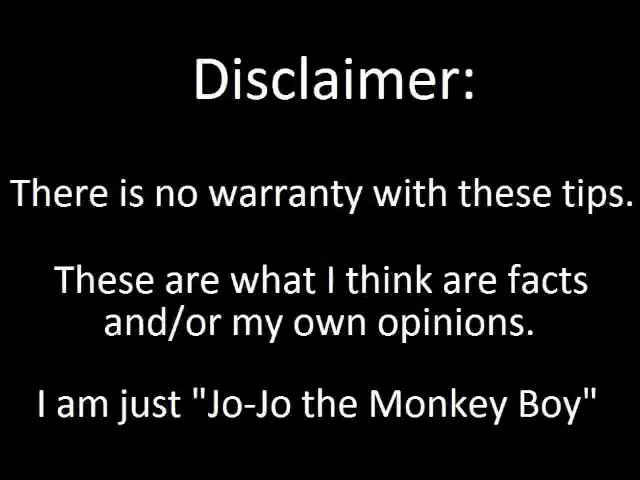 Disclaimer:
There is no warranty with these tips.
These are what I think are facts
and/or my own opinions.
I am just "Jo-Jo the Monkey Boy"